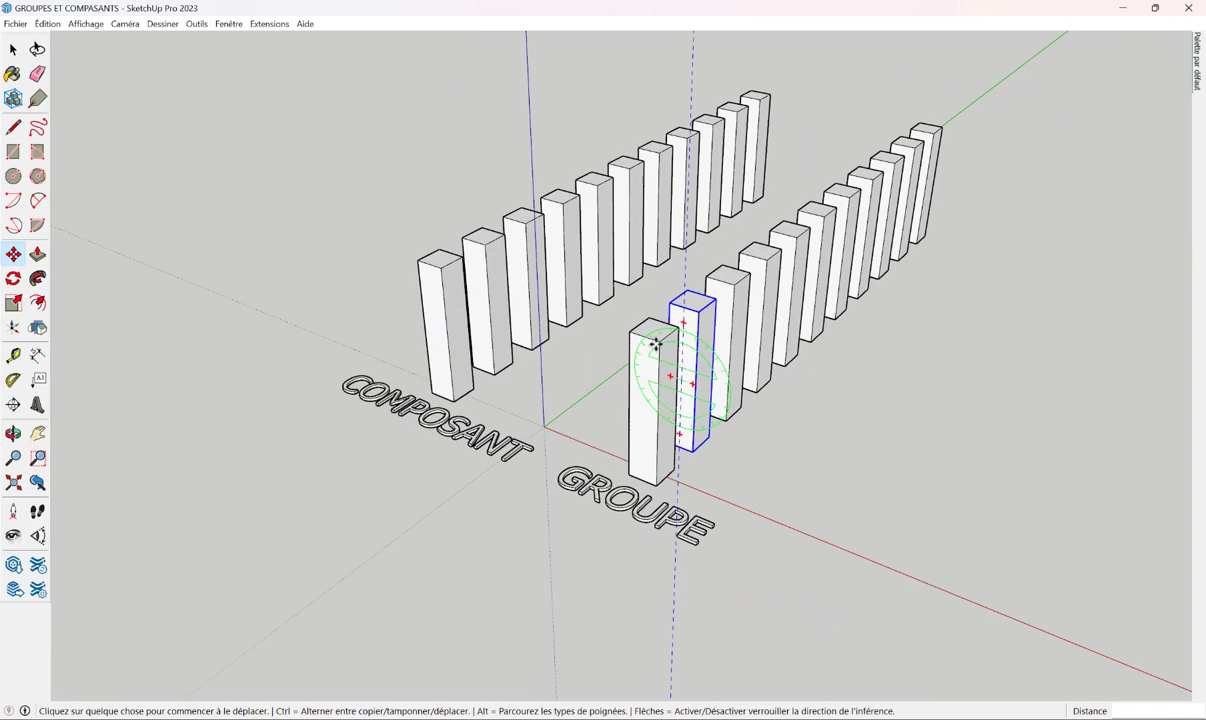 GROUPES ET COMPASANTS - SketchUp Pro 2023
Fichier Édition Affichage Caméra Dessiner Outils Fenêtre Extensions Aide
Palette par défaut
COMPOSANT
GROUPE
Cliquez sur quelque chose pour commencer à le déplacer. | Ctrl = Alterner entre copier/tamponner/déplacer. | Alt = Parcourez les types de poignées. | Flèches = Activer/Désactiver verrouiller la direction de l'inférence. Distance